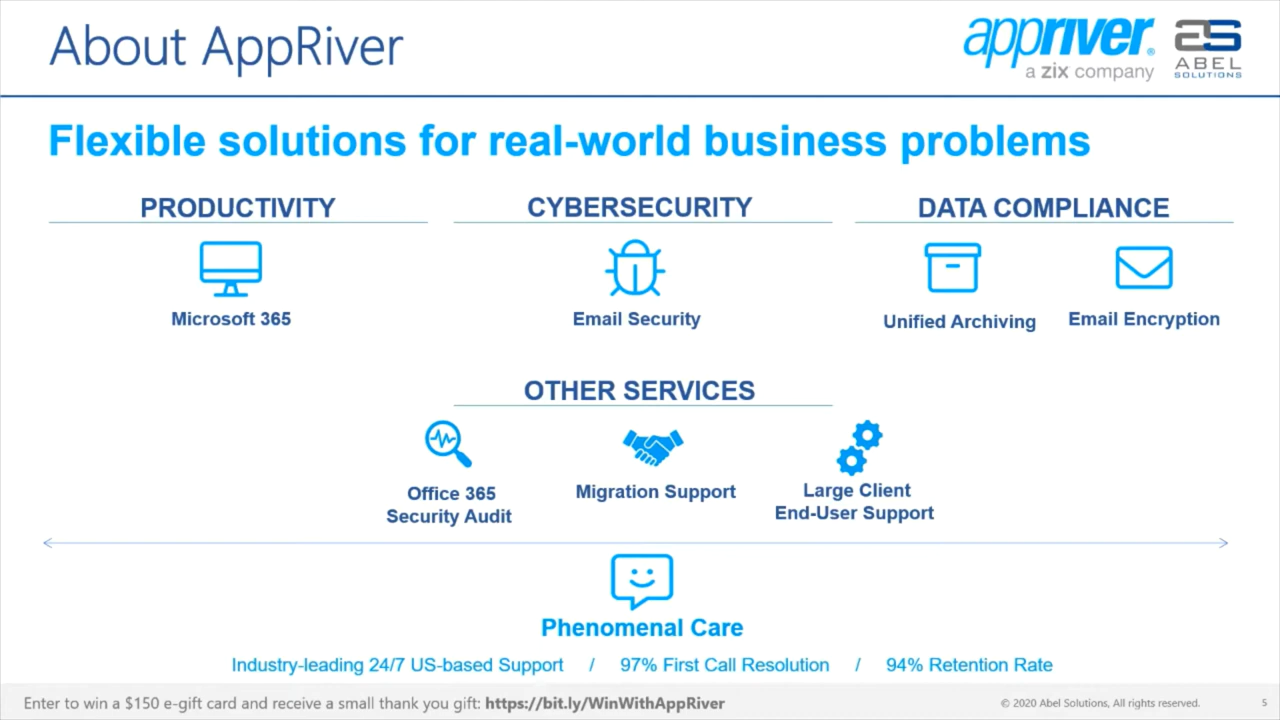 About AppRiver
appriver®
a zix company
AS
ABEL
SOLUTIONS
Flexible solutions for real-world business problems
PRODUCTIVITY
CYBERSECURITY
DATA COMPLIANCE
Microsoft 365
Email Security
Unified Archiving
Email Encryption
OTHER SERVICES
Office 365
Security Audit
Migration Support
Large Client
End-User Support
Phenomenal Care
Industry-leading 24/7 US-based Support / 97% First Call Resolution / 94% Retention Rate
Enter to win a $150 e-gift card and receive a small thank you gift: https://bit.ly/WinWithAppRiver
© 2020 Abel Solutions, All rights reserved.
5